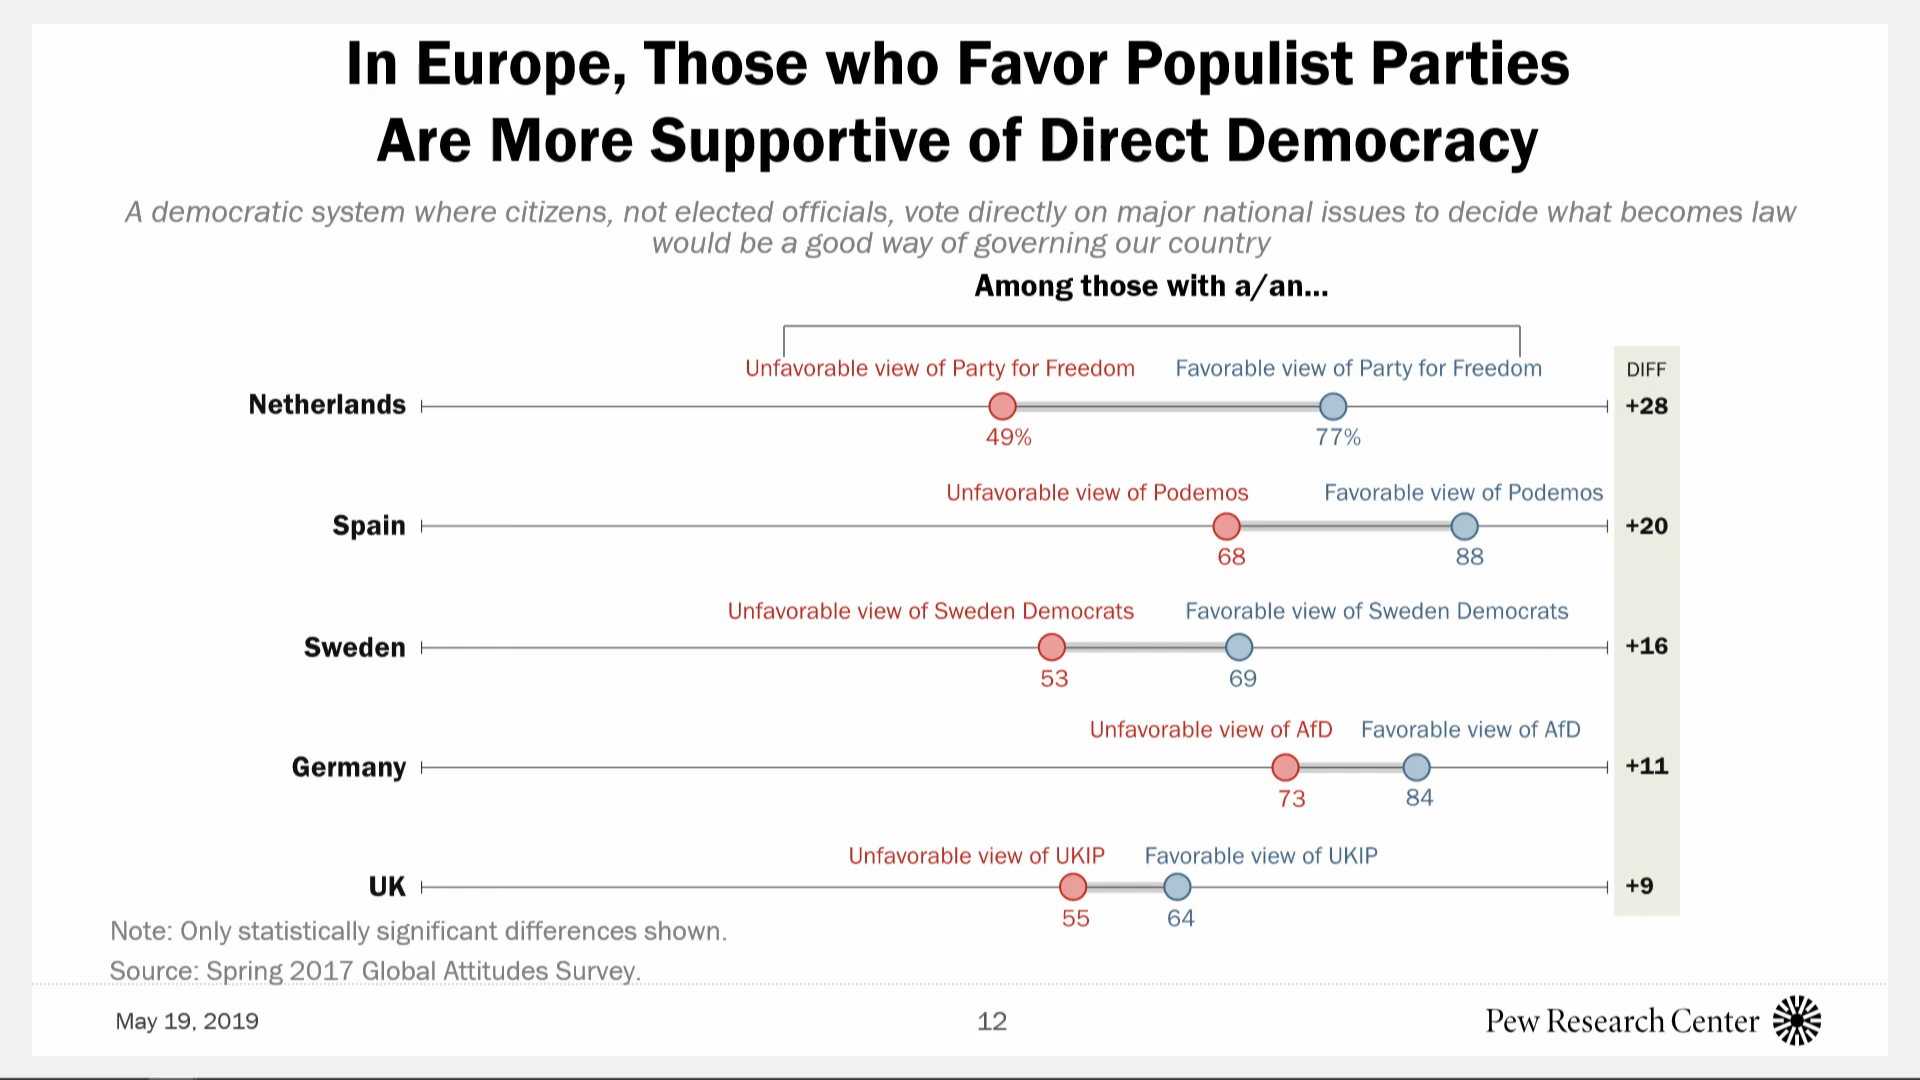 In Europe, Those who Favor Populist Parties
Are More Supportive of Direct Democracy
A democratic system where citizens, not elected officials, vote directly on major national issues to decide what becomes law
would be a good way of governing our country
Among those with a/an...
Unfavorable view of Party for Freedom Favorable view of Party for Freedom DIFF
Netherlands +28
49% 77%
Unfavorable view of Podemos Favorable view of Podemos
Spain +20
68 88
Unfavorable view of Sweden Democrats Favorable view of Sweden Democrats
Sweden +16
53 69
Unfavorable view of AfD Favorable view of AfD
Germany +11
73 84
Unfavorable view of UKIP Favorable view of UKIP
UK +9
55 64
Note: Only statistically significant differences shown.
Source: Spring 2017 Global Attitudes Survey.
May 19, 2019 12 Pew Research Center